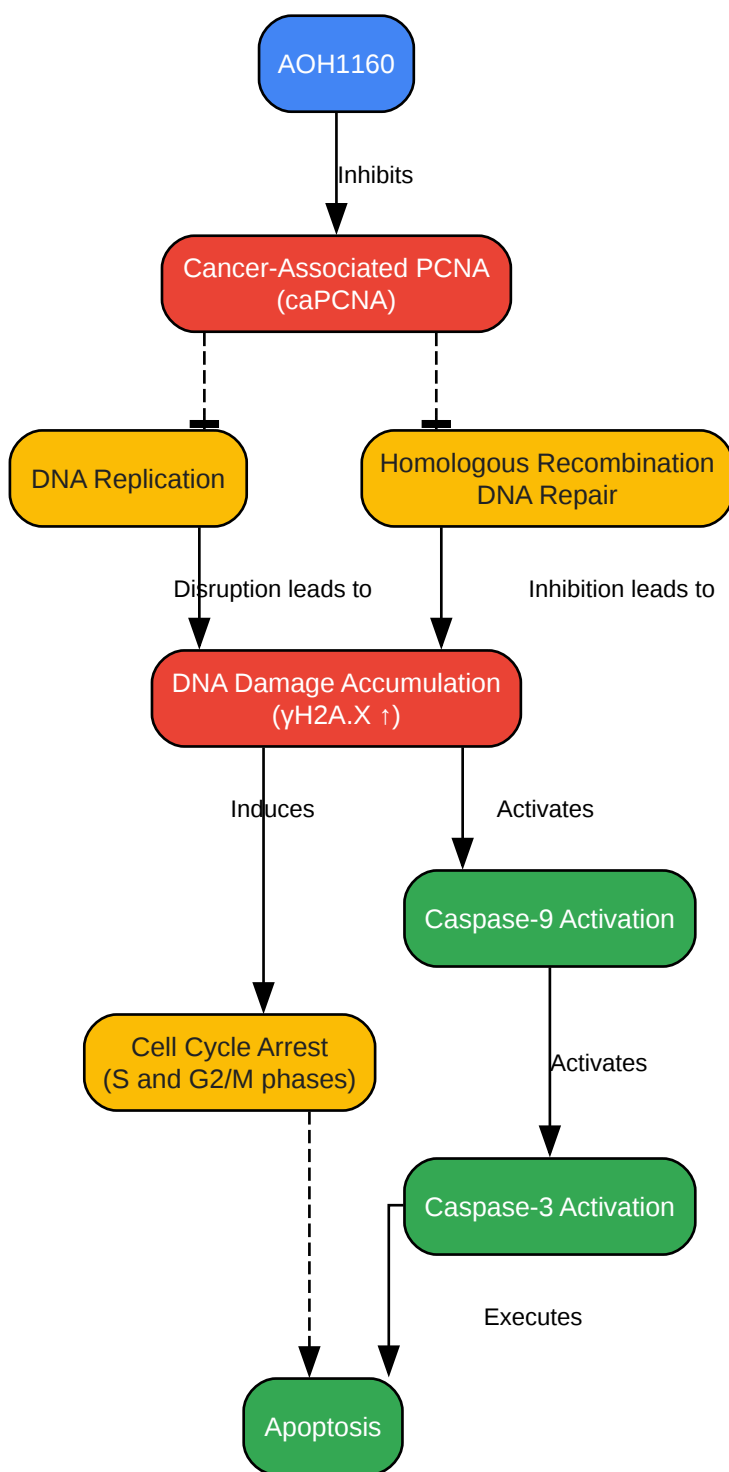 AOH1160
Inhibits
Cancer-Associated PCNA
(caPCNA)
DNA Replication
Homologous Recombination
DNA Repair
Disruption leads to
Inhibition leads to
DNA Damage Accumulation
(γH2A.X ↑)
Induces
Activates
Caspase-9 Activation
Cell Cycle Arrest
(S and G2/M phases)
Activates
Caspase-3 Activation
Executes
Apoptosis